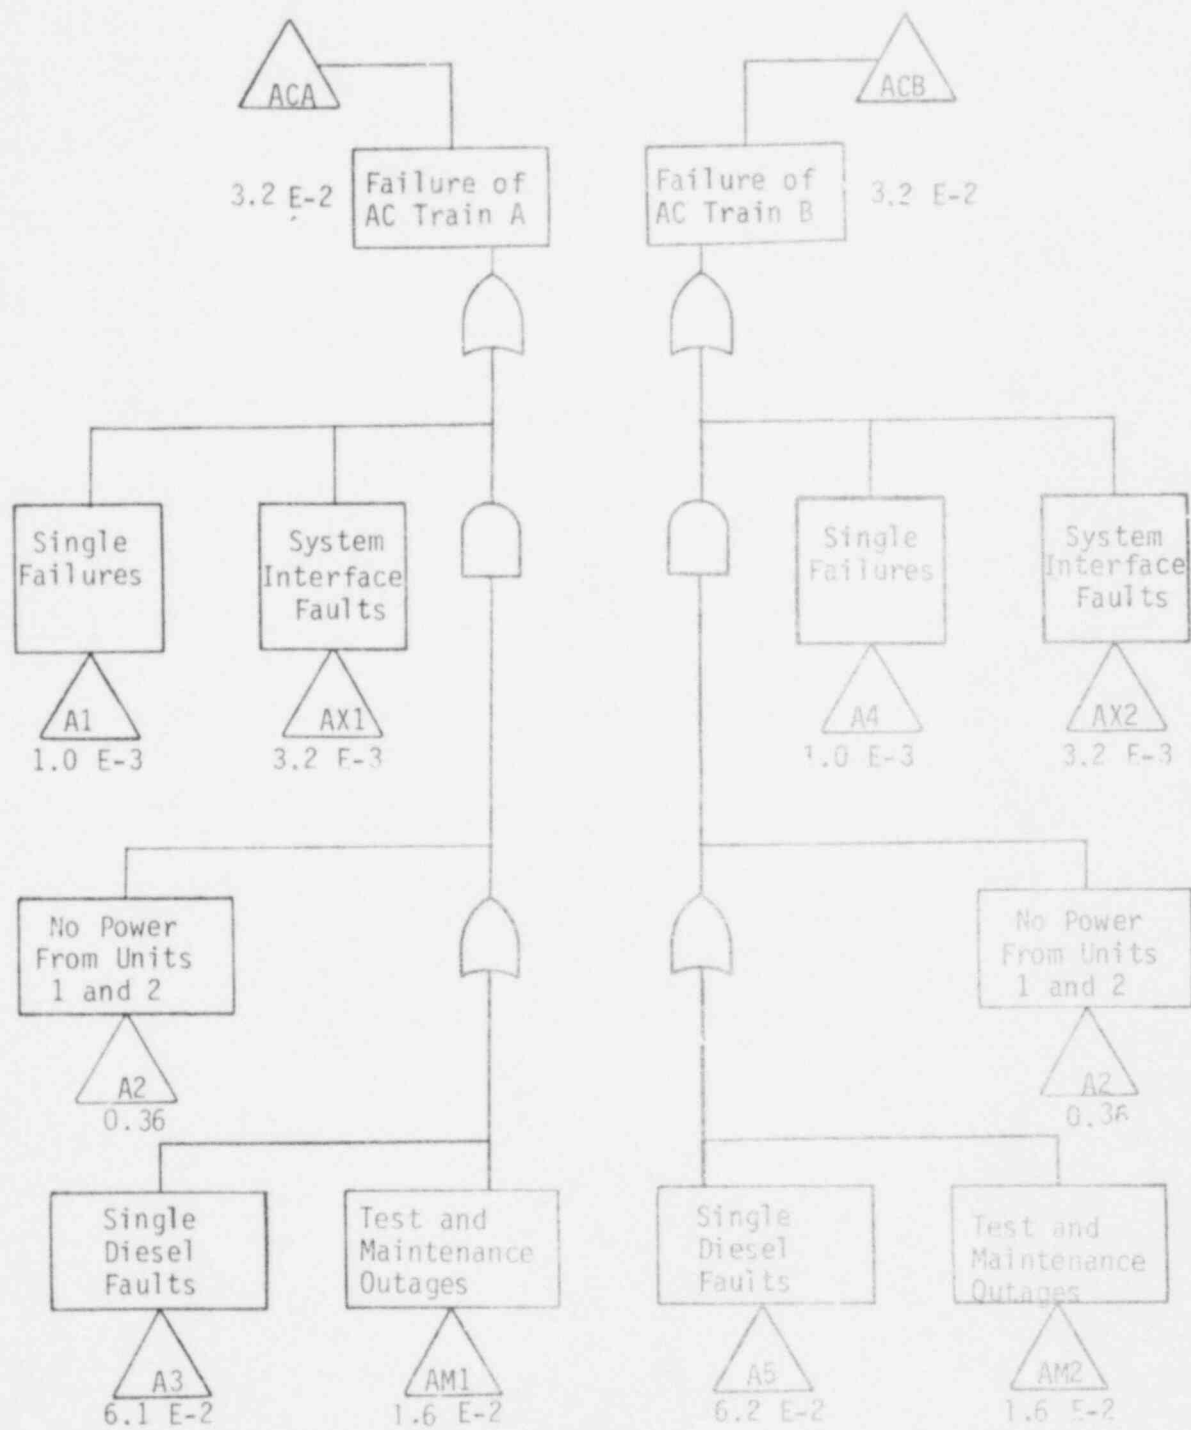 ACA
ACB
3.2 E-2
Failure of
AC Train A
Failure of
AC Train B
3.2 E-2
Single
Failures
System
Interface
Faults
Single
Failures
System
Interface
Faults
A1
1.0 E-3
AX1
3.2 E-3
A4
1.0 E-3
AX2
3.2 E-3
No Power
From Units
1 and 2
No Power
From Units
1 and 2
A2
0.36
A2
0.36
Single
Diesel
Faults
Test and
Maintenance
Outages
Single
Diesel
Faults
Test and
Maintenance
Outages
A3
6.1 E-2
AM1
1.6 E-2
A5
6.2 E-2
AM2
1.6 E-2